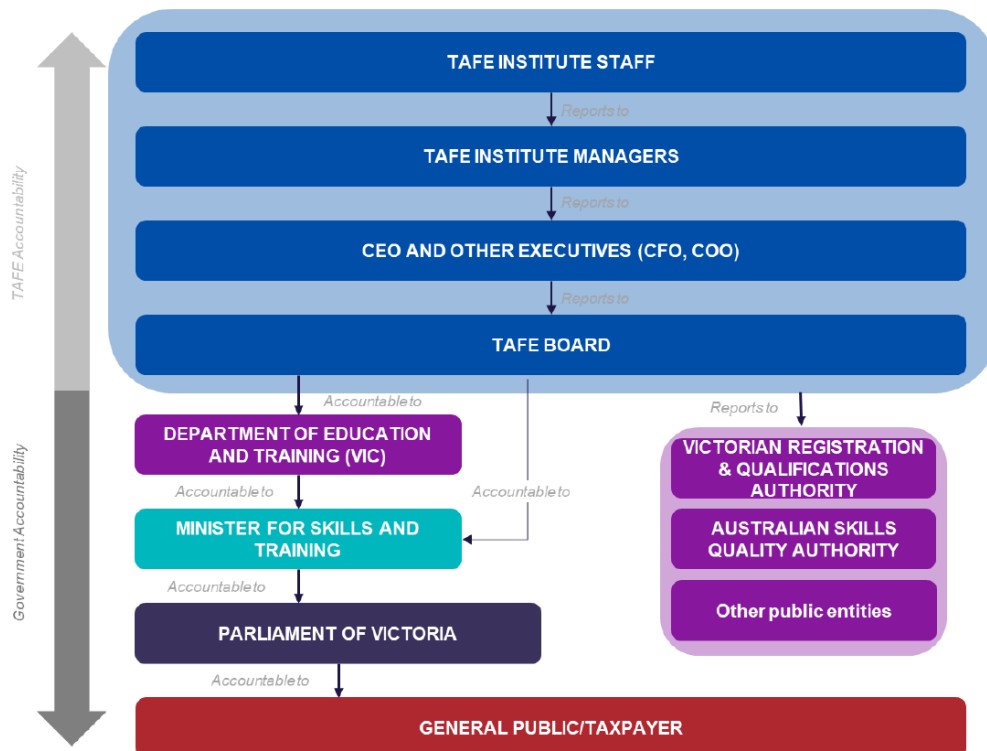 TAFE INSTITUTE STAFF
Reports to
TAFE INSTITUTE MANAGERS
Reports to
CEO AND OTHER EXECUTIVES (CFO, COO)
Reports to
TAFE BOARD
TAFE Accountability
Accountable to
Reports to
DEPARTMENT OF EDUCATION
AND TRAINING (VIC)
Accountable to
Accountable to
MINISTER FOR SKILLS AND
TRAINING
Accountable to
PARLIAMENT OF VICTORIA
Accountable to
VICTORIAN REGISTRATION
& QUALIFICATIONS
AUTHORITY
AUSTRALIAN SKILLS
QUALITY AUTHORITY
Other public entities
Government Accountability
GENERAL PUBLIC/TAXPAYER